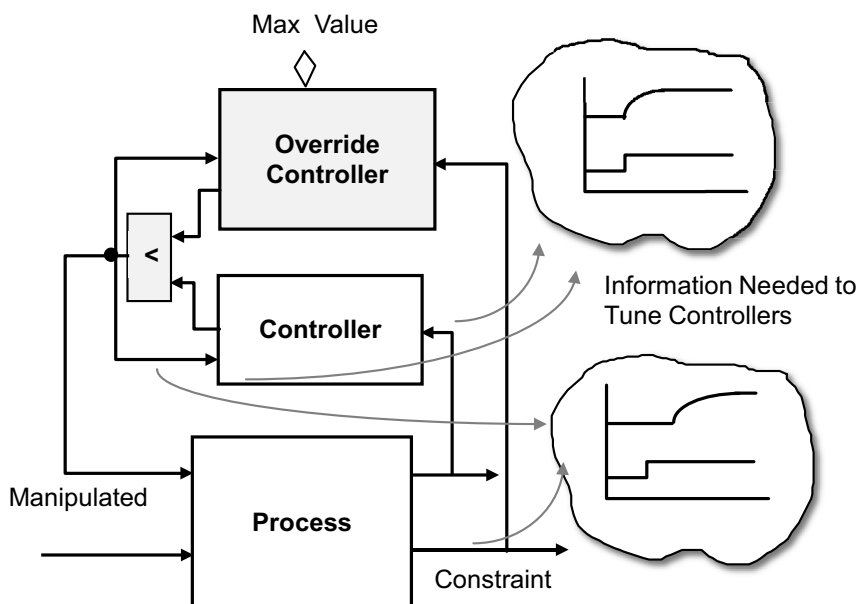 Max Value
Override
Controller
<
Controller
Information Needed to
Tune Controllers
Manipulated
Process
Constraint